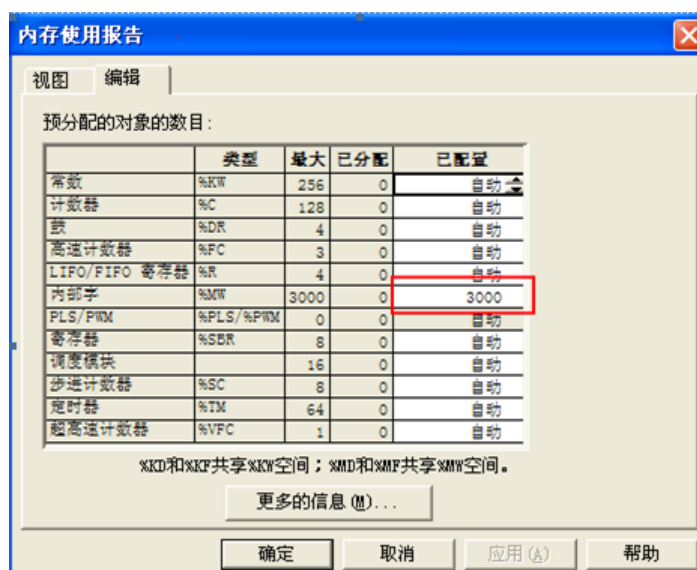 内存使用报告
视图 编辑
预分配的对象的数目:
类型 最大 已分配 已配置
常数 %KW 256 0 自动
计数器 %C 128 0 自动
鼓 %DR 4 0 自动
高速计数器 %FC 3 0 自动
LIFO/FIFO 寄存器 %R 4 0 自动
内部字 %MW 3000 0 3000
PLS/PWM %PLS/%PWM 0 0 自动
寄存器 %SBR 8 0 自动
调度模块 16 0 自动
步进计数器 %SC 8 0 自动
定时器 %TM 64 0 自动
超高速计数器 %VFC 1 0 自动
%KD和%KF共享%KW空间；%MD和%MF共享%MW空间。
更多的信息(M)...
确定 取消 应用(A) 帮助